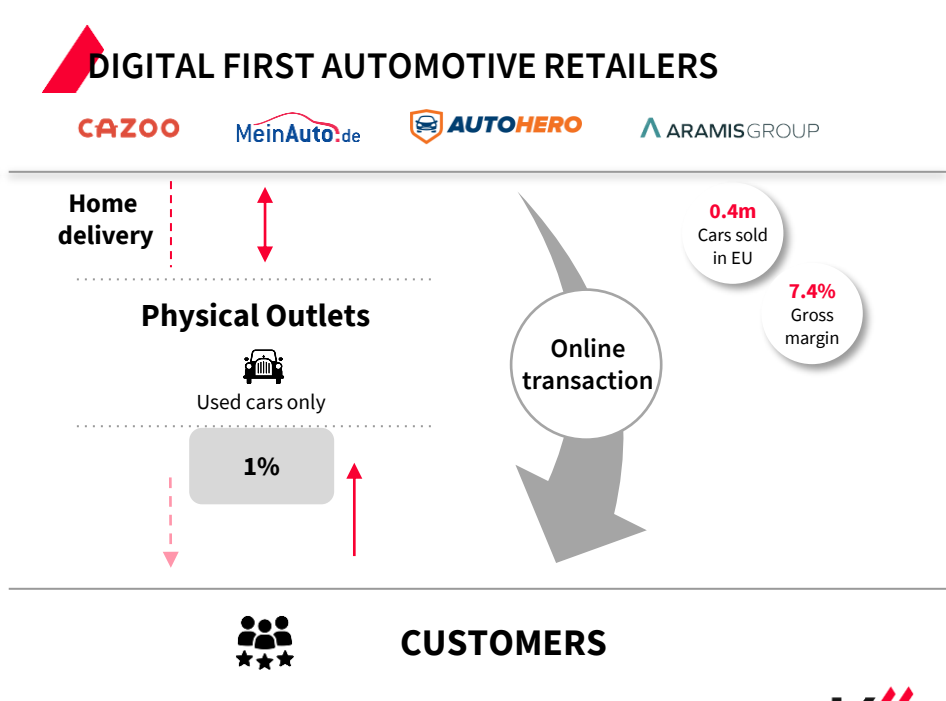 DIGITAL FIRST AUTOMOTIVE RETAILERS
CAZOO
MeinAuto.de
AUTOHERO
ARAMISGROUP
Home
delivery
0.4m
Cars sold
in EU
7.4%
Gross
margin
Physical Outlets
Used cars only
Online
transaction
1%
CUSTOMERS